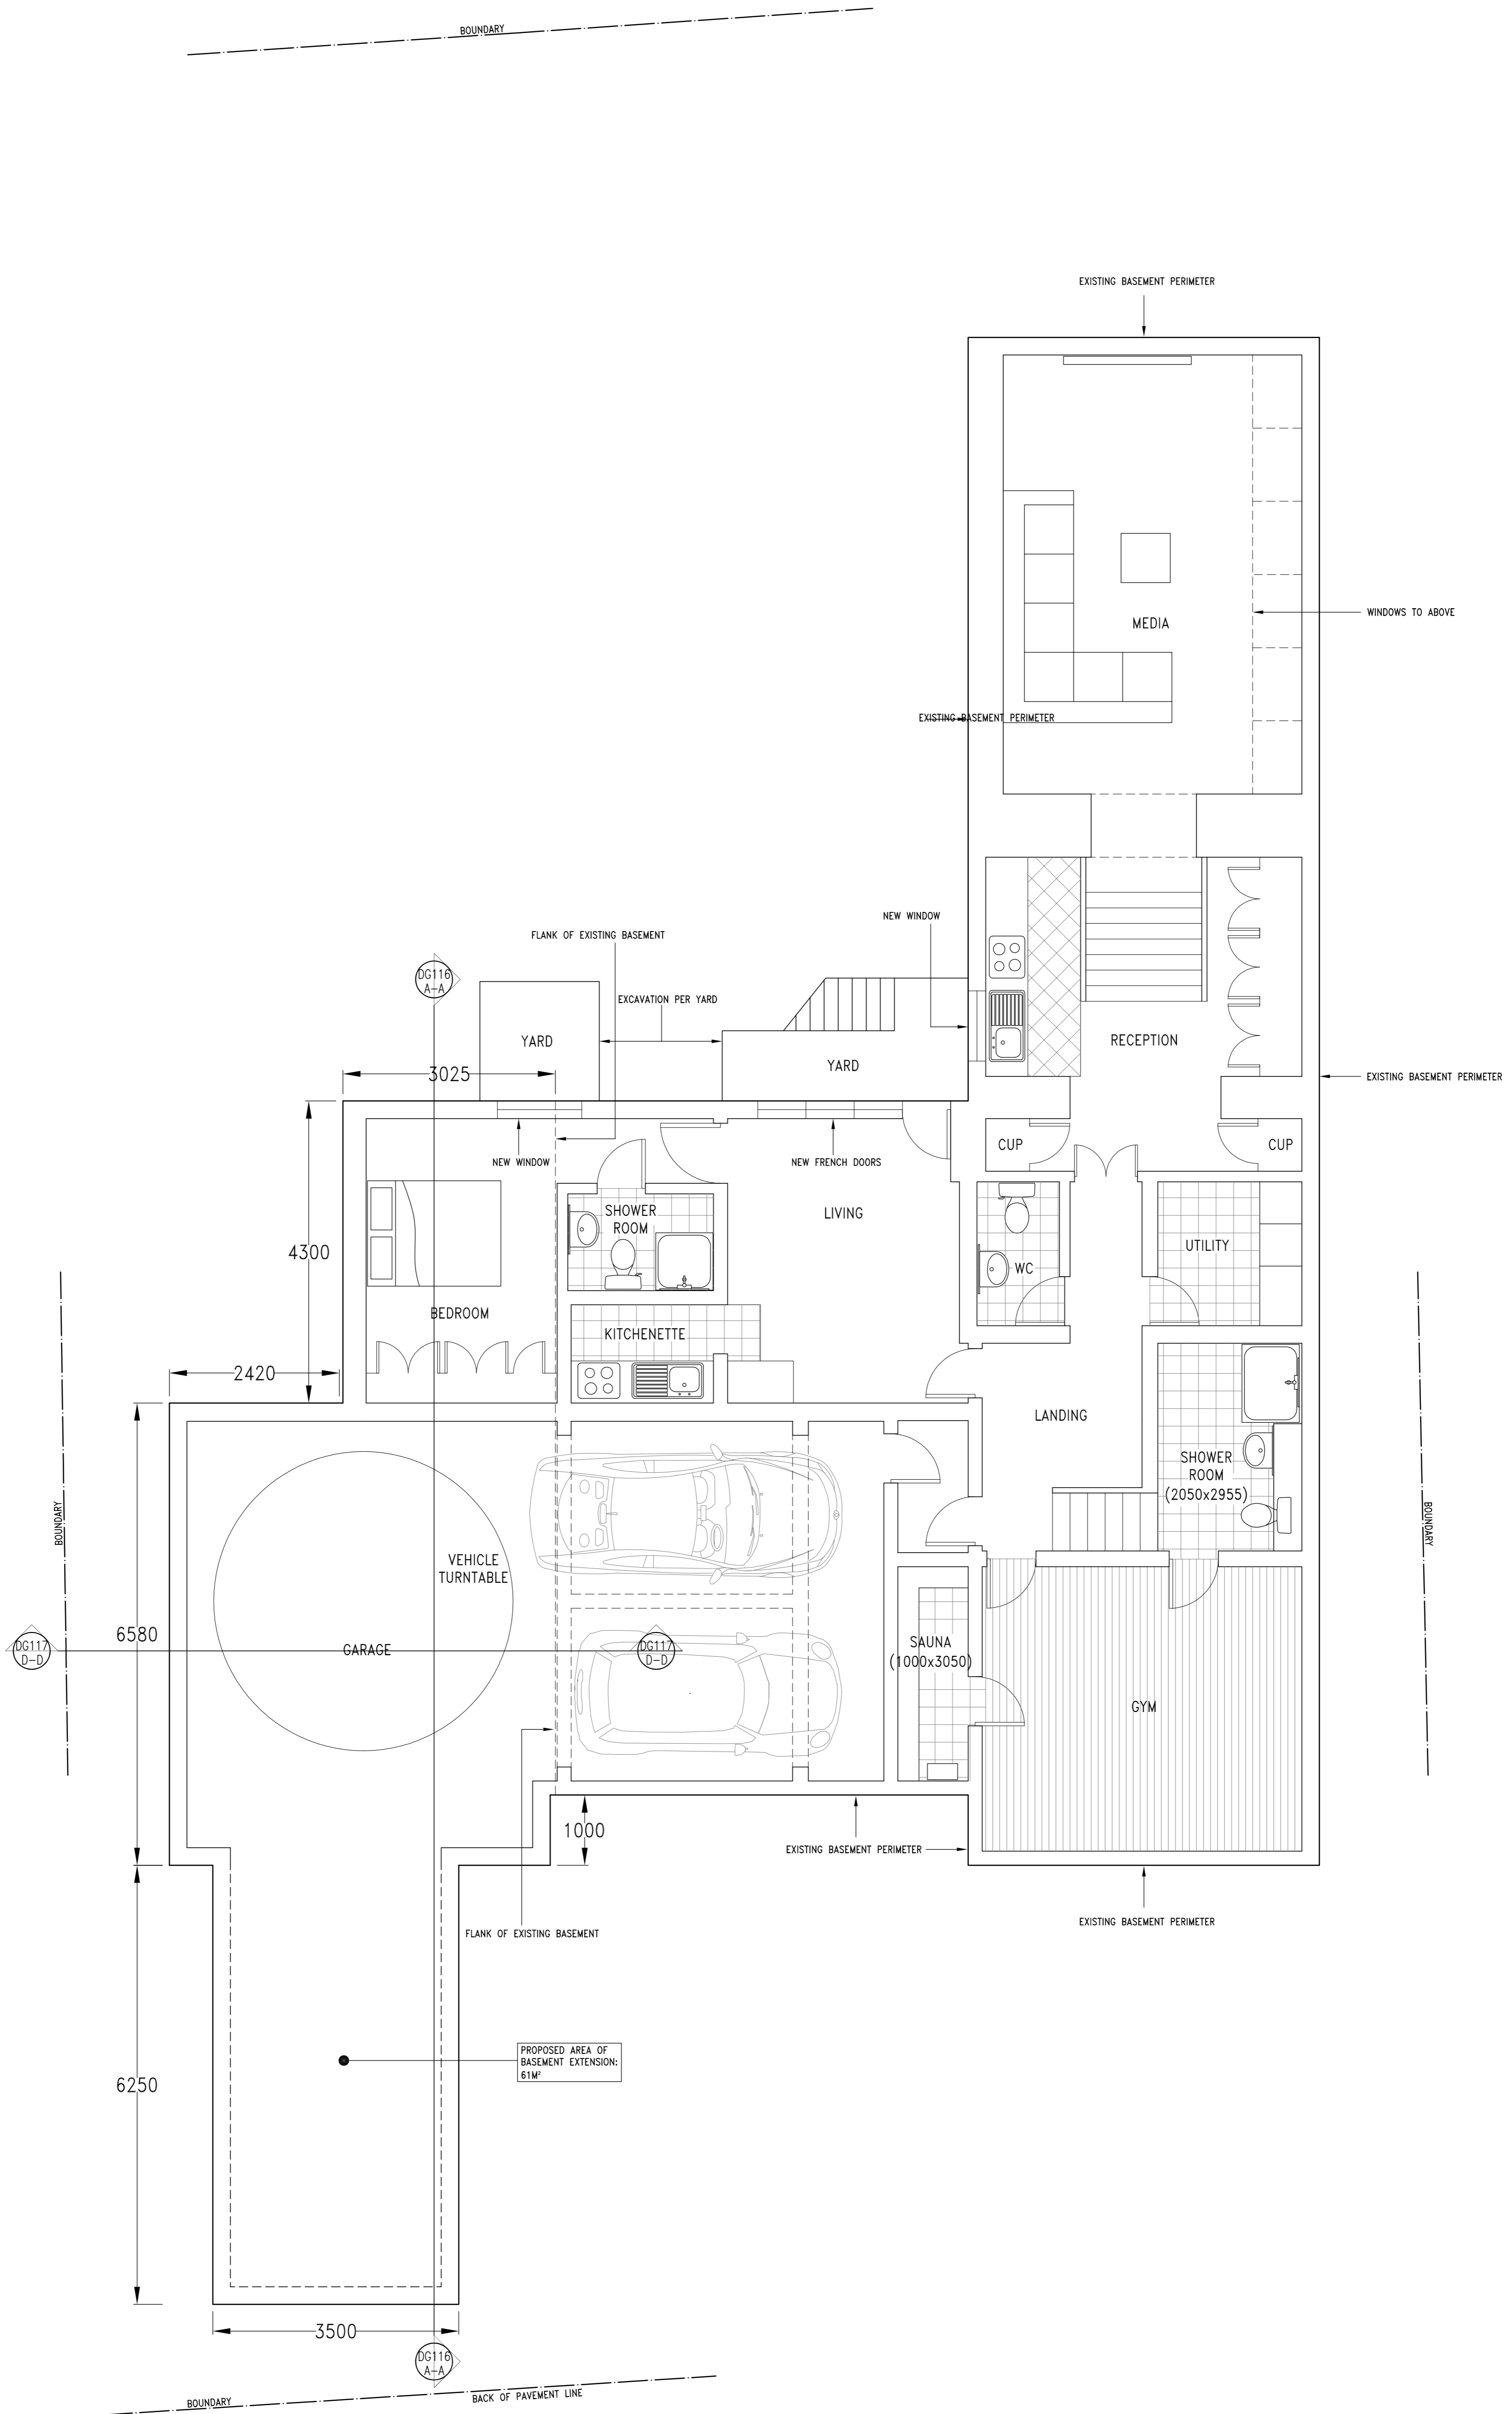 BOUNDARY
EXISTING BASEMENT PERIMETER
WINDOWS TO ABOVE
MEDIA
EXISTING BASEMENT PERIMETER
NEW WINDOW
FLANK OF EXISTING BASEMENT
DG116
A-A
EXCAVATION PER YARD
YARD
YARD
RECEPTION
3025
EXISTING BASEMENT PERIMETER
CUP
CUP
NEW WINDOW
NEW FRENCH DOORS
SHOWER
ROOM
LIVING
4300
UTILITY
WC
BEDROOM
KITCHENETTE
2420
LANDING
SHOWER
ROOM
(2050x2955)
BOUNDARY
BOUNDARY
VEHICLE
TURNTABLE
6580
DG117
D-D
GARAGE
DG117
D-D
SAUNA
(1000x3050)
GYM
1000
EXISTING BASEMENT PERIMETER
EXISTING BASEMENT PERIMETER
FLANK OF EXISTING BASEMENT
PROPOSED AREA OF
BASEMENT EXTENSION:
61M²
6250
3500
DG116
A-A
BOUNDARY
BACK OF PAVEMENT LINE